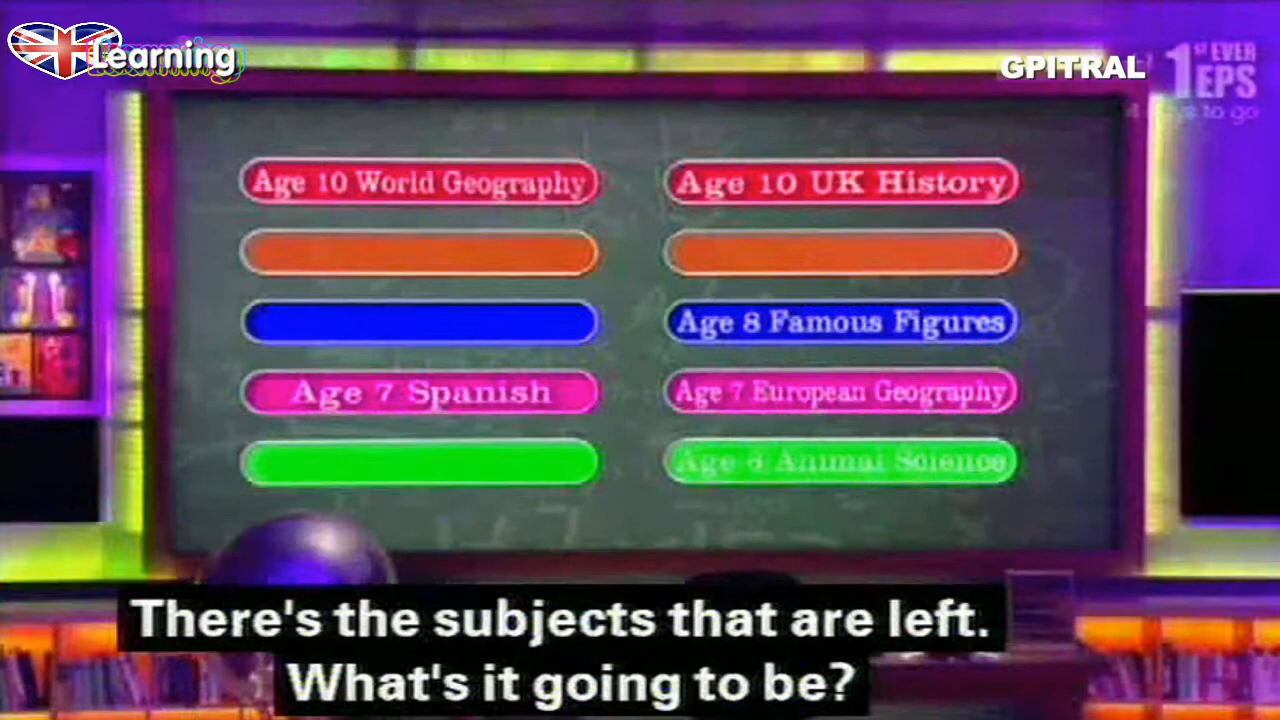 Learning
GPITRAL
1ST EVER
EPS
to go
Age 10 World Geography
Age 10 UK History
Age 8 Famous Figures
Age 7 Spanish
Age 7 European Geography
Age 6 Animal Science
There's the subjects that are left.
What's it going to be?